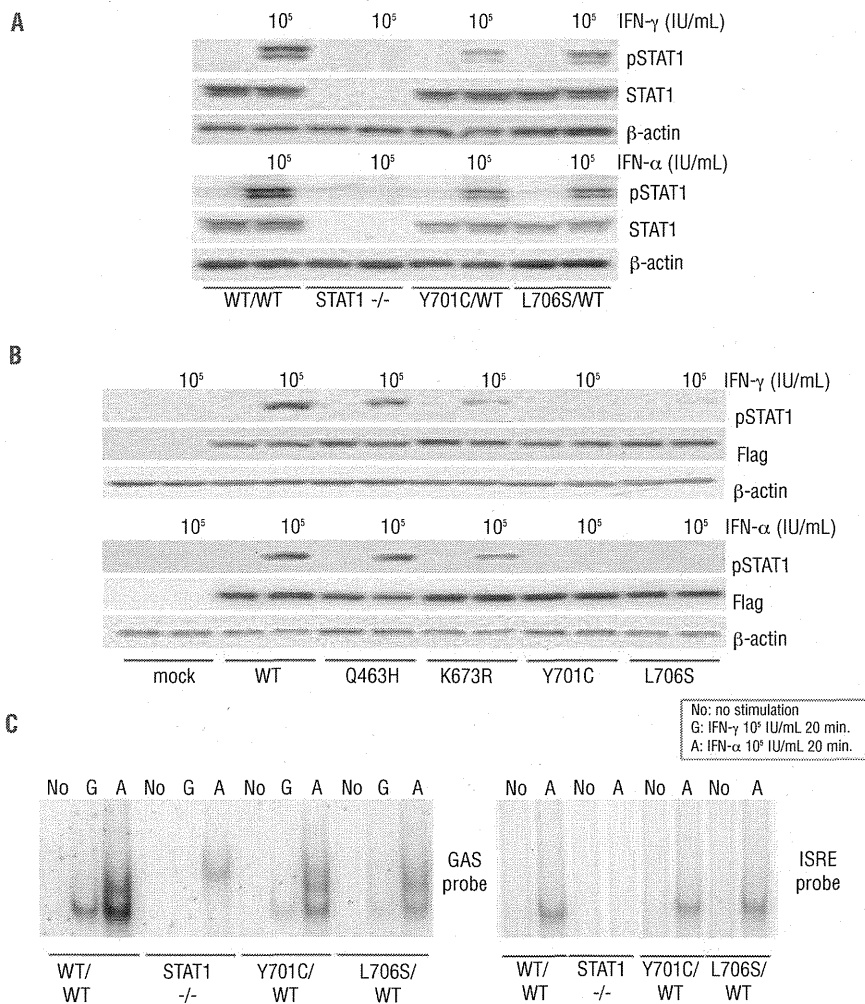 A
10⁵ 10⁵ 10⁵ 10⁵ IFN-γ (IU/mL)
pSTAT1
STAT1
β-actin
10⁵ 10⁵ 10⁵ 10⁵ IFN-α (IU/mL)
pSTAT1
STAT1
β-actin
WT/WT STAT1 -/- Y701C/WT L706S/WT
B
10⁵ 10⁵ 10⁵ 10⁵ 10⁵ 10⁵ IFN-γ (IU/mL)
pSTAT1
Flag
β-actin
10⁵ 10⁵ 10⁵ 10⁵ 10⁵ 10⁵ IFN-α (IU/mL)
pSTAT1
Flag
β-actin
mock WT Q463H K673R Y701C L706S
No: no stimulation
G: IFN-γ 10⁵ IU/mL 20 min.
A: IFN-α 10⁵ IU/mL 20 min.
C
No G A No G A No G A No G A
GAS
probe
WT/ STAT1 Y701C/ L706S/
WT -/- WT WT
No A No A No A No A
ISRE
probe
WT/ STAT1 Y701C/ L706S/
WT -/- WT WT